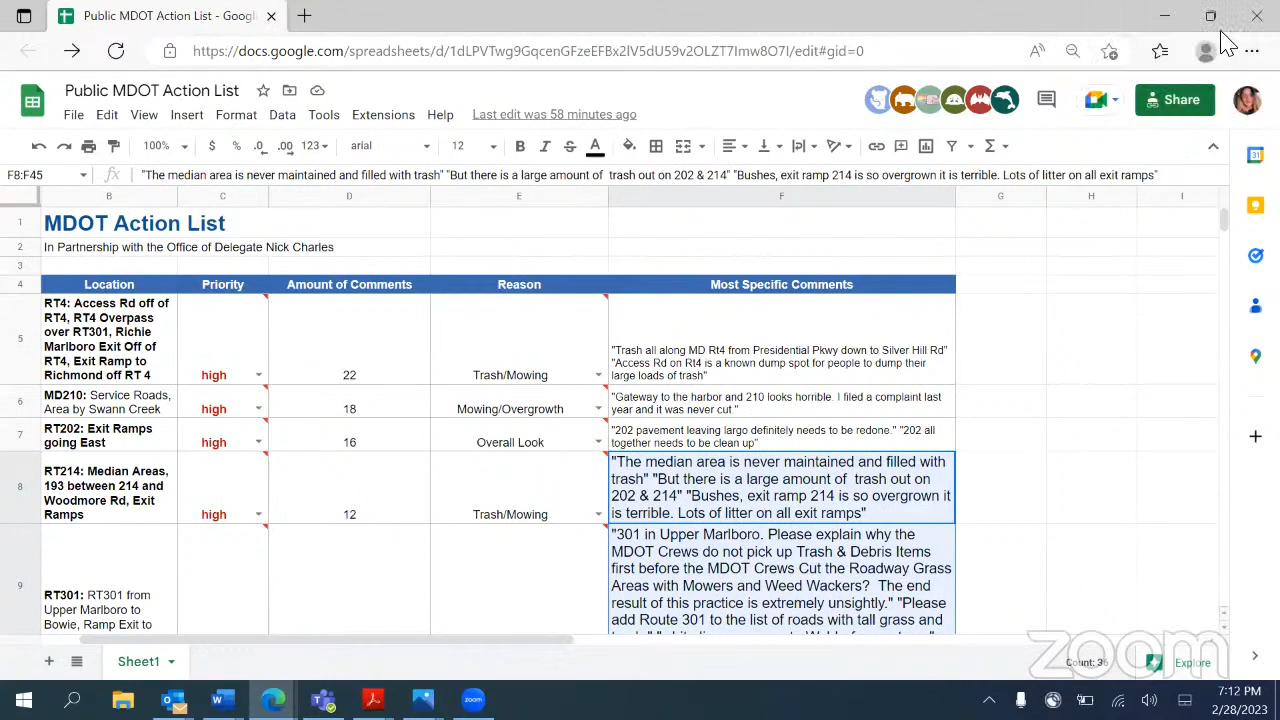 Public MDOT Action List - Googl
https://docs.google.com/spreadsheets/d/1dLPVTwg9GqcenGFzeEFBx2lV5dU59v2OLZT7Imw8O7I/edit#gid=0
Public MDOT Action List
File Edit View Insert Format Data Tools Extensions Help Last edit was 58 minutes ago
Share
100% $ % .0 .00 123 arial 12 B I S A
F8:F45 fx "The median area is never maintained and filled with trash" "But there is a large amount of trash out on 202 & 214" "Bushes, exit ramp 214 is so overgrown it is terrible. Lots of litter on all exit ramps"
B C D E F G H I
1 MDOT Action List
2 In Partnership with the Office of Delegate Nick Charles
3
4 Location Priority Amount of Comments Reason Most Specific Comments
5
RT4: Access Rd off of
RT4, RT4 Overpass
over RT301, Richie
Marlboro Exit Off of
RT4, Exit Ramp to
Richmond off RT 4
high 22 Trash/Mowing
"Trash all along MD Rt4 from Presidential Pkwy down to Silver Hill Rd"
"Access Rd on Rt4 is a known dump spot for people to dump their
large loads of trash"
6
MD210: Service Roads,
Area by Swann Creek
high 18 Mowing/Overgrowth
"Gateway to the harbor and 210 looks horrible. I filed a complaint last
year and it was never cut."
7
RT202: Exit Ramps
going East
high 16 Overall Look
"202 pavement leaving largo definitely needs to be redone." "202 all
together needs to be clean up"
8
RT214: Median Areas,
193 between 214 and
Woodmore Rd, Exit
Ramps
high 12 Trash/Mowing
"The median area is never maintained and filled with
trash" "But there is a large amount of trash out on
202 & 214" "Bushes, exit ramp 214 is so overgrown it
is terrible. Lots of litter on all exit ramps"
9
RT301: RT301 from
Upper Marlboro to
Bowie, Ramp Exit to
"301 in Upper Marlboro. Please explain why the
MDOT Crews do not pick up Trash & Debris Items
first before the MDOT Crews Cut the Roadway Grass
Areas with Mowers and Weed Wackers? The end
result of this practice is extremely unsightly." "Please
add Route 301 to the list of roads with tall grass and
Sheet1
Count: 36
Explore
zoom
zoom
7:12 PM
2/28/2023